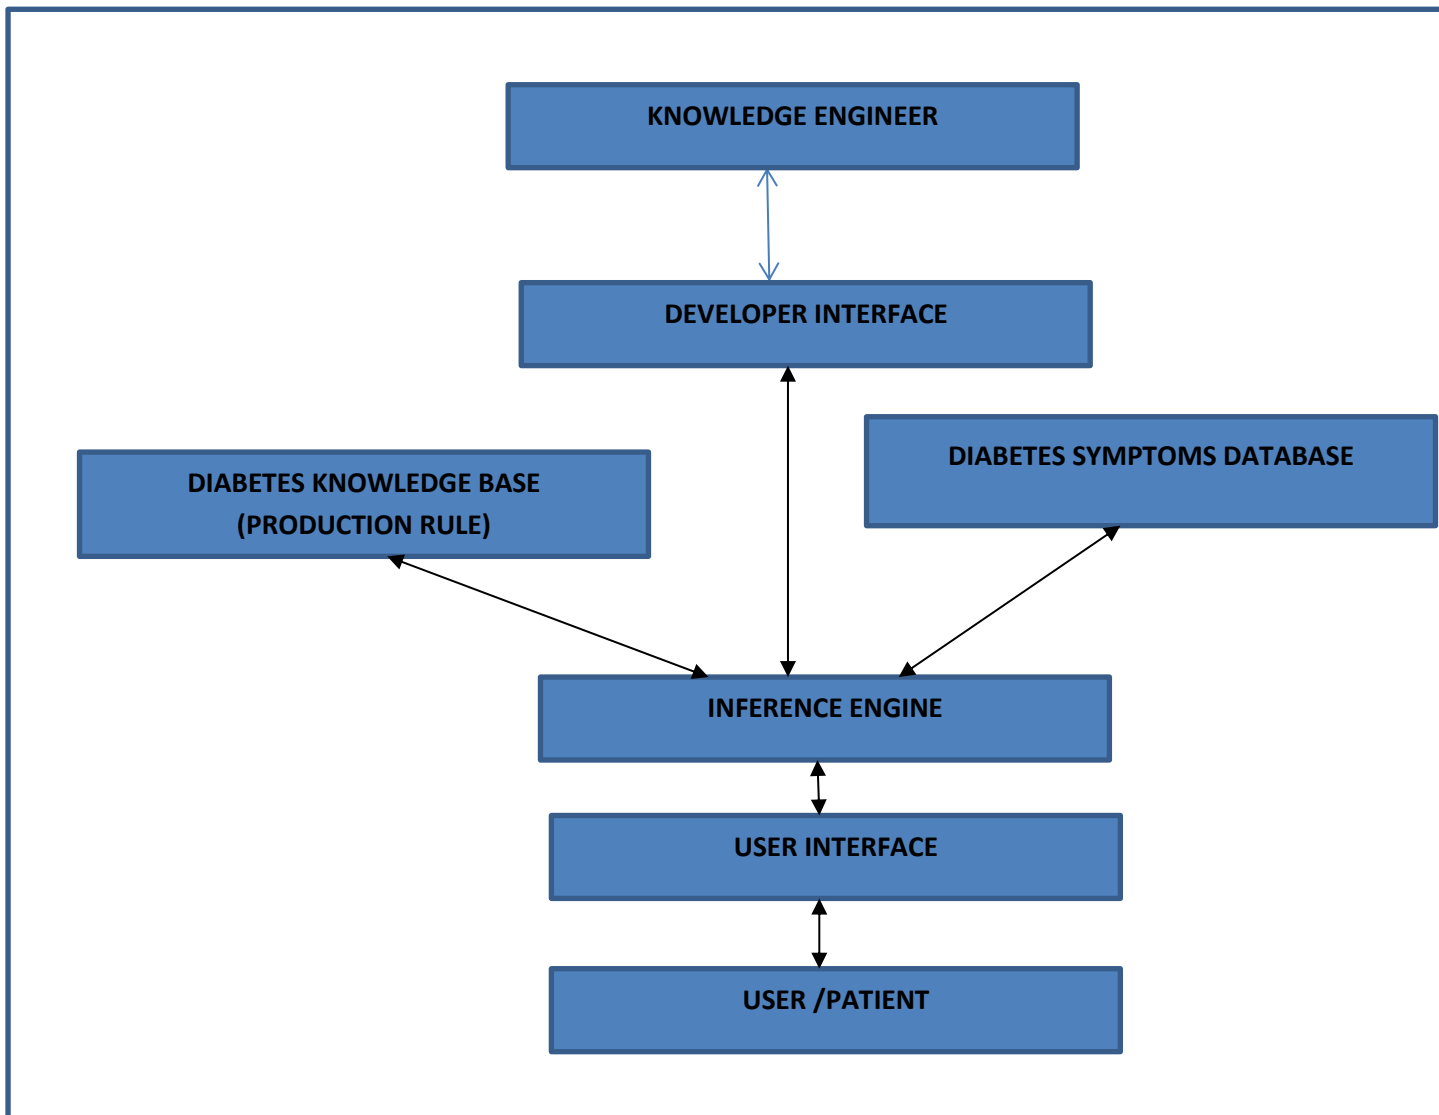 KNOWLEDGE ENGINEER
DEVELOPER INTERFACE
DIABETES SYMPTOMS DATABASE
DIABETES KNOWLEDGE BASE
(PRODUCTION RULE)
INFERENCE ENGINE
USER INTERFACE
USER /PATIENT